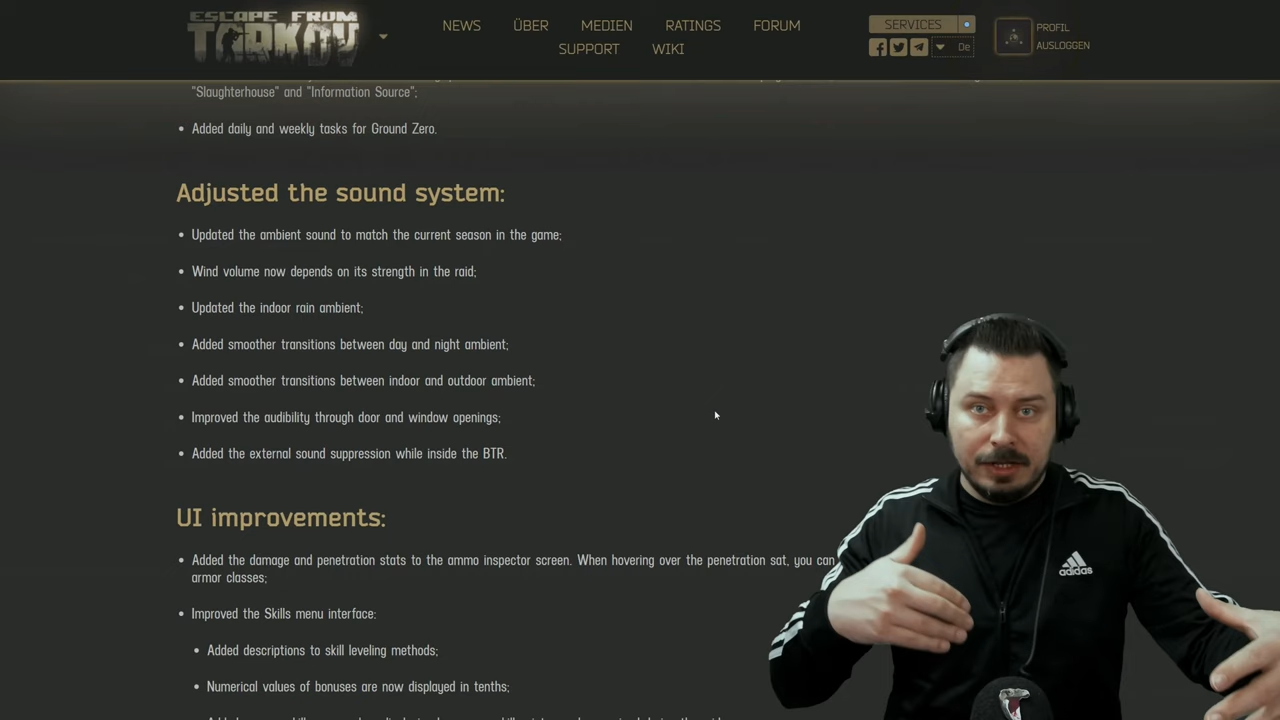 ESCAPE FROM
TARKOV
NEWS ÜBER MEDIEN RATINGS FORUM
SUPPORT WIKI
SERVICES
De
PROFIL
AUSLOGGEN
"Slaughterhouse" and "Information Source";
• Added daily and weekly tasks for Ground Zero.
Adjusted the sound system:
• Updated the ambient sound to match the current season in the game;
• Wind volume now depends on its strength in the raid;
• Updated the indoor rain ambient;
• Added smoother transitions between day and night ambient;
• Added smoother transitions between indoor and outdoor ambient;
• Improved the audibility through door and window openings;
• Added the external sound suppression while inside the BTR.
UI improvements:
• Added the damage and penetration stats to the ammo inspector screen. When hovering over the penetration sat, you can
armor classes;
• Improved the Skills menu interface:
• Added descriptions to skill leveling methods;
• Numerical values of bonuses are now displayed in tenths;
adidas